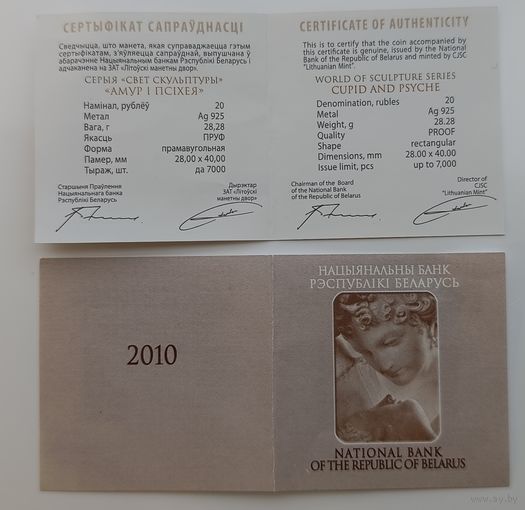 СЕРТЫФІКАТ САПРАЎДНАСЦІ
Сведчыцца, што манета, якая суправаджаецца гэтым
сертыфікатам, з'яўляецца сапраўднай, выпушчана ў
абарачэнне Нацыянальным банкам Рэспублікі Беларусь і
адчаканена на ЗАТ «Літоўскі манетны двор».
СЕРЫЯ «СВЕТ СКУЛЬПТУРЫ»
«АМУР І ПСІХЕЯ»
Намінал, рублёў 20
Метал Ag 925
Вага, г 28,28
Якасць ПРУФ
Форма прамавугольная
Памер, мм 28,00 x 40,00
Тыраж, шт. да 7000
Старшыня Праўлення
Нацыянальнага банка
Рэспублікі Беларусь
Дырэктар
ЗАТ «Літоўскі
манетны двор»
CERTIFICATE OF AUTHENTICITY
This is to certify that the coin accompanied by
this certificate is genuine, issued by the National
Bank of the Republic of Belarus and minted by CJSC
"Lithuanian Mint".
WORLD OF SCULPTURE SERIES
CUPID AND PSYCHE
Denomination, rubles 20
Metal Ag 925
Weight, g 28.28
Quality PROOF
Shape rectangular
Dimensions, mm 28.00 x 40.00
Issue limit, pcs up to 7,000
Chairman of the Board
of the National Bank
of the Republic of Belarus
Director of
CJSC
"Lithuanian Mint"
2010
НАЦЫЯНАЛЬНЫ БАНК
РЭСПУБЛІКІ БЕЛАРУСЬ
NATIONAL BANK
OF THE REPUBLIC OF BELARUS
www.ay.by